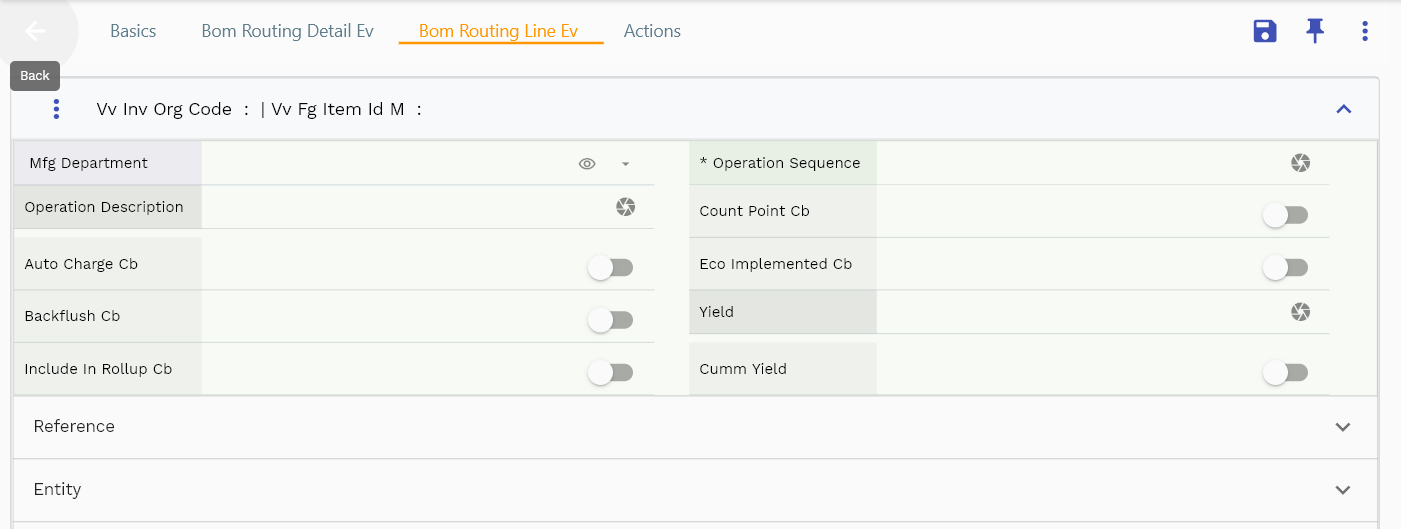 Basics Bom Routing Detail Ev Bom Routing Line Ev Actions
Back
Vv Inv Org Code : | Vv Fg Item Id M :
Mfg Department * Operation Sequence
Operation Description Count Point Cb
Auto Charge Cb Eco Implemented Cb
Backflush Cb Yield
Include In Rollup Cb Cumm Yield
Reference
Entity